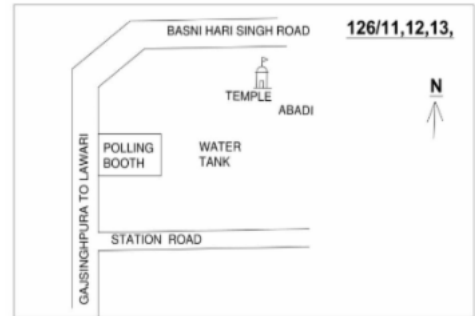 BASNI HARI SINGH ROAD
126/11,12,13,
N
TEMPLE
ABADI
POLLING
BOOTH
WATER
TANK
GAJSINGHPURA TO LAWARI
STATION ROAD